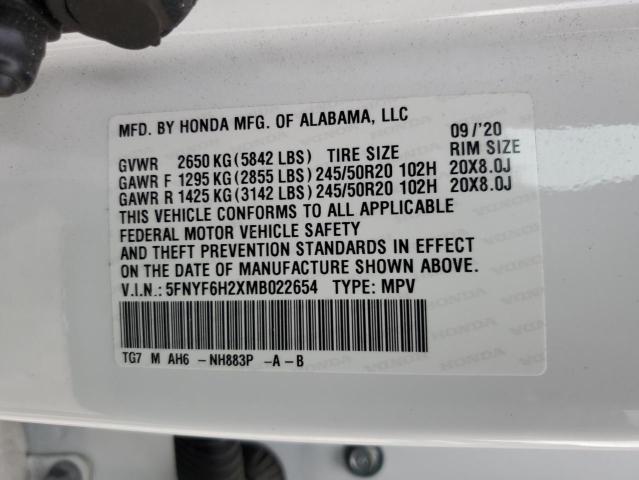 MFD. BY HONDA MFG. OF ALABAMA, LLC 09/'20
GVWR 2650 KG (5842 LBS) TIRE SIZE RIM SIZE
GAWR F 1295 KG (2855 LBS) 245/50R20 102H 20X8.0J
GAWR R 1425 KG (3142 LBS) 245/50R20 102H 20X8.0J
THIS VEHICLE CONFORMS TO ALL APPLICABLE
FEDERAL MOTOR VEHICLE SAFETY
AND THEFT PREVENTION STANDARDS IN EFFECT
ON THE DATE OF MANUFACTURE SHOWN ABOVE.
V.I.N.: 5FNYF6H2XMB022654 TYPE: MPV
TG7 M AH6 -NH883P -A -B